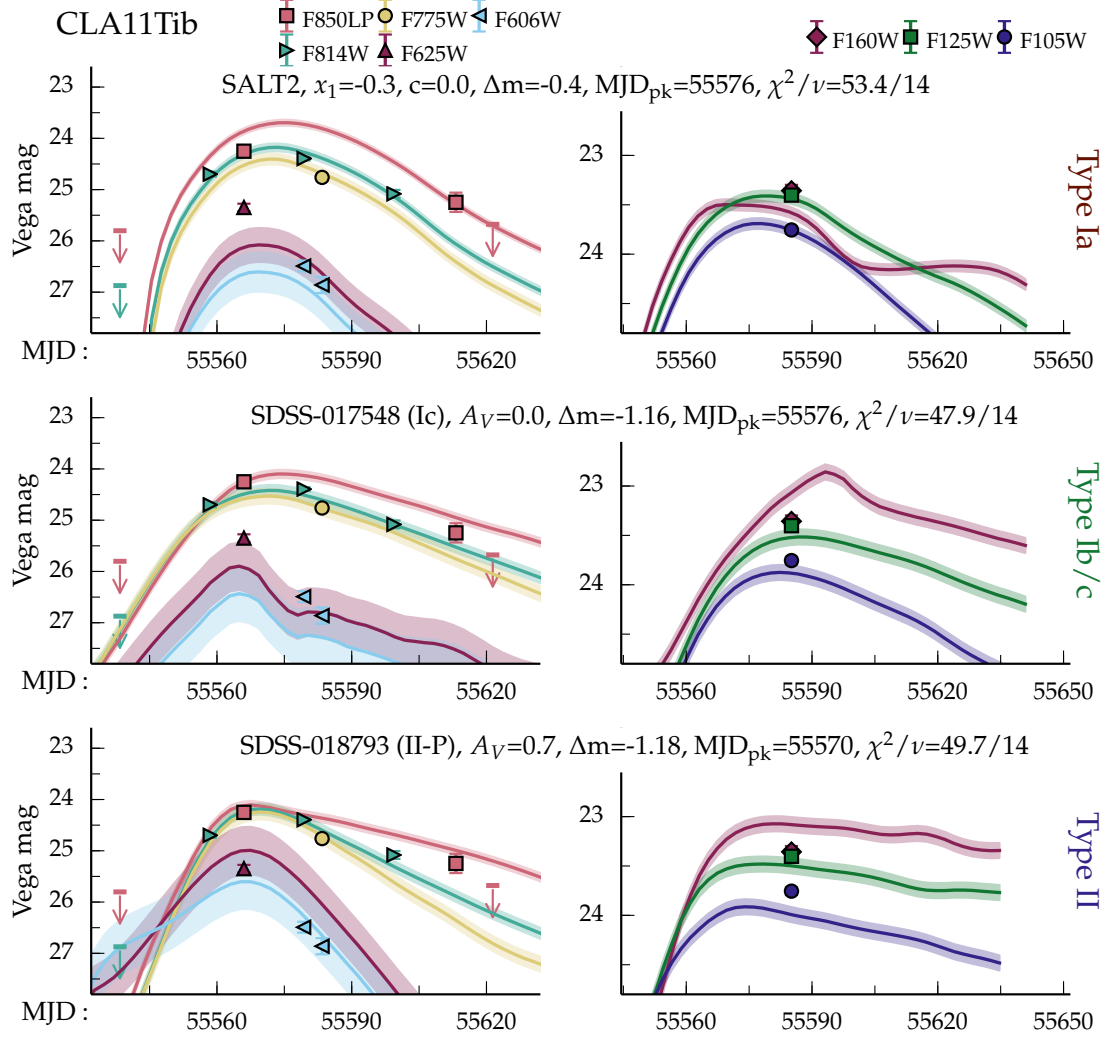 CLA11Tib
F850LP F775W F606W
F814W F625W
F160W F125W F105W
SALT2, x₁=-0.3, c=0.0, Δm=-0.4, MJDpk=55576, χ²/ν=53.4/14
23
24
25
26
27
Vega mag
23
24
Type Ia
MJD : 55560 55590 55620 55560 55590 55620 55650
SDSS-017548 (Ic), A_V=0.0, Δm=-1.16, MJDpk=55576, χ²/ν=47.9/14
23
24
25
26
27
Vega mag
23
24
Type Ib/c
MJD : 55560 55590 55620 55560 55590 55620 55650
SDSS-018793 (II-P), A_V=0.7, Δm=-1.18, MJDpk=55570, χ²/ν=49.7/14
23
24
25
26
27
Vega mag
23
24
Type II
MJD : 55560 55590 55620 55560 55590 55620 55650